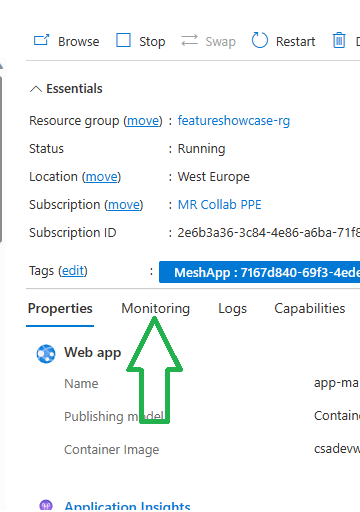 Browse Stop Swap Restart
Essentials
Resource group (move) : featureshowcase-rg
Status : Running
Location (move) : West Europe
Subscription (move) : MR Collab PPE
Subscription ID : 2e6b3a36-3c84-4e86-a6ba-71f8
Tags (edit) : MeshApp : 7167d840-69f3-4ede
Properties Monitoring Logs Capabilities
Web app
Name app-ma
Publishing model Containe
Container Image csadevw
Application Insights